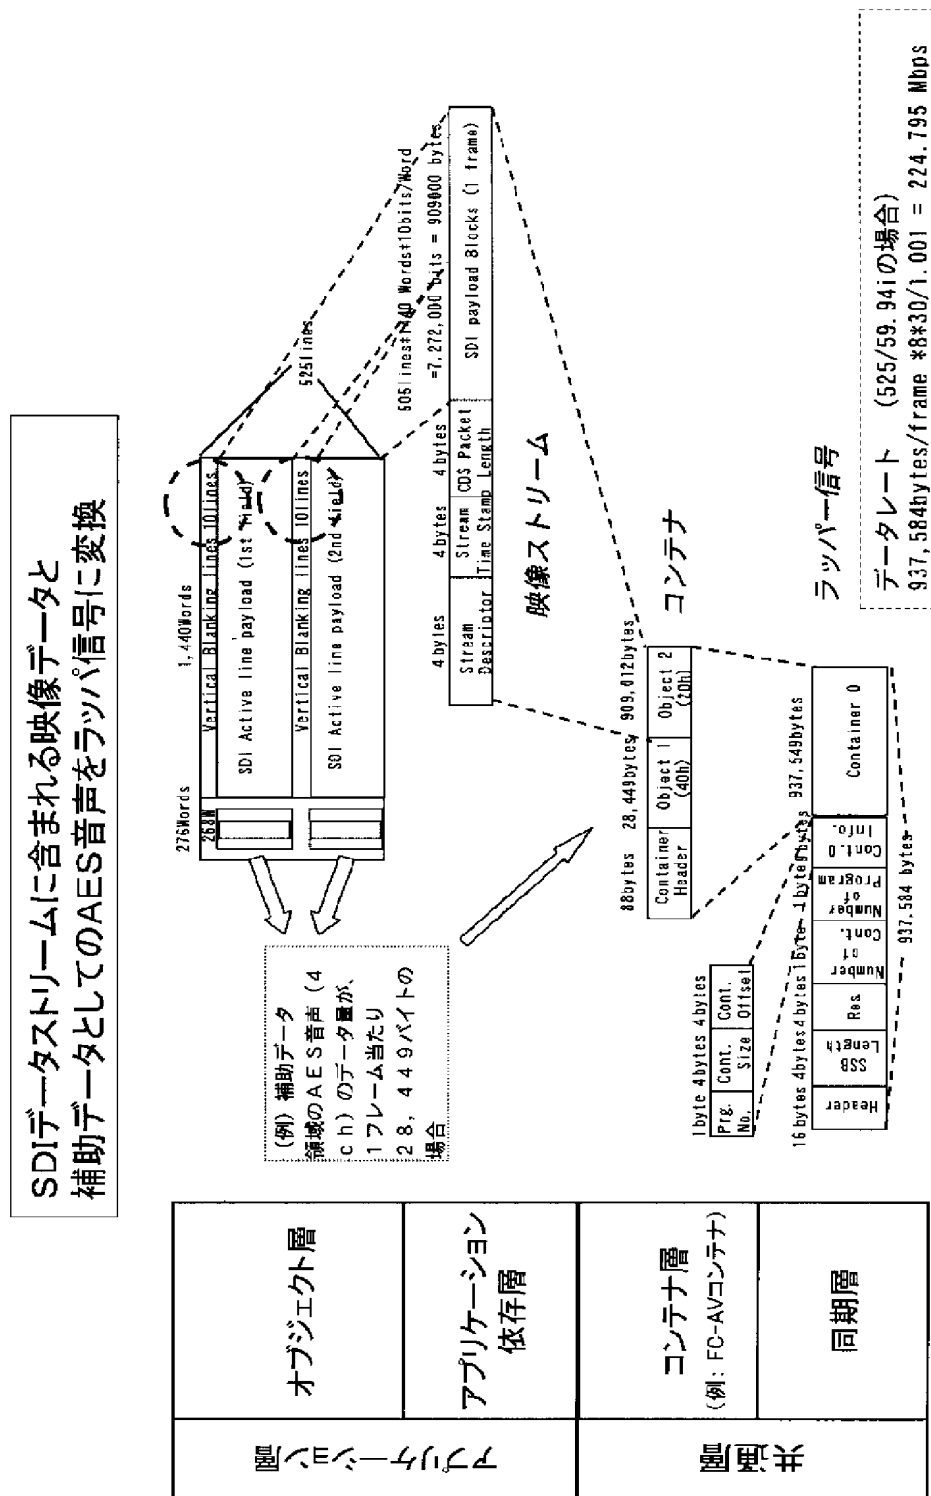 SDIデータストリームに含まれる映像データと
補助データとしてのAES音声をラッパ信号に変換
アプリケーション層
オブジェクト層
アプリケーション
依存層
共通層
コンテナ層
(例: FC-AVコンテナ)
同期層
276Words
1,440Words
268W
Vertical Blanking lines 10lines
SDI Active line payload (1st field)
Vertical Blanking lines 10lines
SDI Active line payload (2nd field)
525lines
505lines*1440 Words*10bits/Word
=7,272,000 bits = 909000 bytes
(例) 補助データ
領域のAES音声 (4
ch) のデータ量が、
1フレーム当たり
28, 449バイトの
場合
4bytes
4bytes
4bytes
Stream
Descriptor
Stream
Time Stamp
CDS Packet
Length
SDI payload Blocks (1 frame)
映像ストリーム
88bytes
28,449bytes
909,012bytes
Container
Header
Object 1
(40h)
Object 2
(20h)
コンテナ
1byte 4bytes 4bytes
Prg.
No.
Cont.
Size
Cont.
Offset
16bytes 4bytes 4bytes 1byte
937,549bytes
Header
SSB
Length
Res
Number
of
Cont.
Number
of
Program
Cont.0
Info.
Container 0
937,584 bytes
ラッパー信号
データレート (525/59.94iの場合)
937,584bytes/frame *8*30/1.001 = 224.795 Mbps